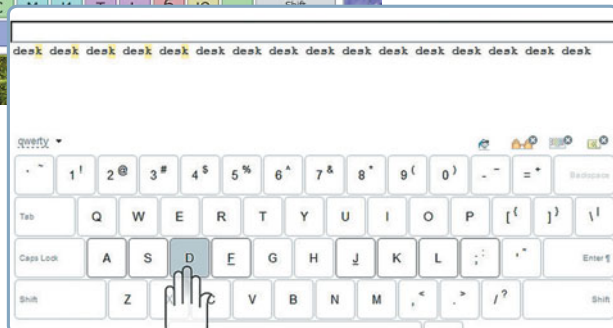 Shift
desk desk desk desk desk desk desk desk desk desk desk desk desk desk desk desk
qwerty
` ~ 1 ! 2 @ 3 # 4 $ 5 % 6 ^ 7 & 8 * 9 ( 0 ) - - = + Backspace
Tab Q W E R T Y U I O P [ { ] } \ |
Caps Lock A S D F G H J K L ; : ' " Enter ¶
Shift Z X C V B N M , < . > / ? Shift